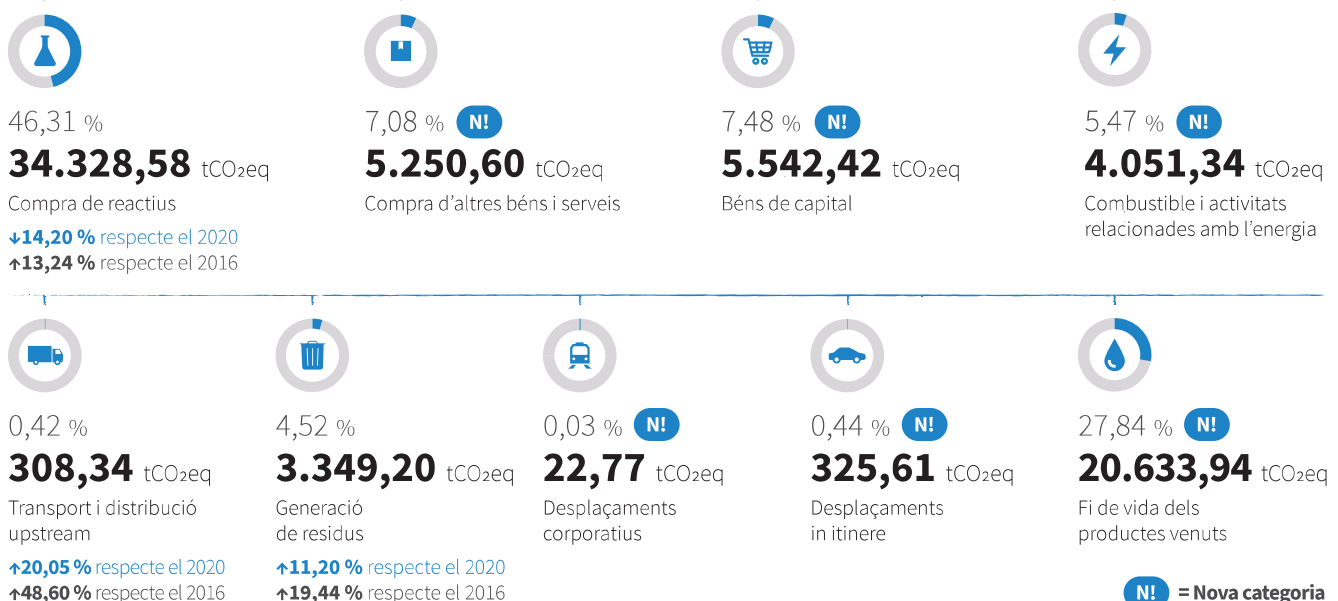 46,31 % 
34.328,58 tCO₂eq
Compra de reactius
↓14,20 % respecte el 2020
↑13,24 % respecte el 2016
7,08 % N!
5.250,60 tCO₂eq
Compra d’altres béns i serveis
7,48 % N!
5.542,42 tCO₂eq
Béns de capital
5,47 % N!
4.051,34 tCO₂eq
Combustible i activitats
relacionades amb l’energia
0,42 %
308,34 tCO₂eq
Transport i distribució
upstream
↑20,05 % respecte el 2020
↑48,60 % respecte el 2016
4,52 %
3.349,20 tCO₂eq
Generació
de residus
↑11,20 % respecte el 2020
↑19,44 % respecte el 2016
0,03 % N!
22,77 tCO₂eq
Desplaçaments
corporatius
0,44 % N!
325,61 tCO₂eq
Desplaçaments
in itinere
27,84 % N!
20.633,94 tCO₂eq
Fi de vida dels
productes venuts
N! = Nova categoria